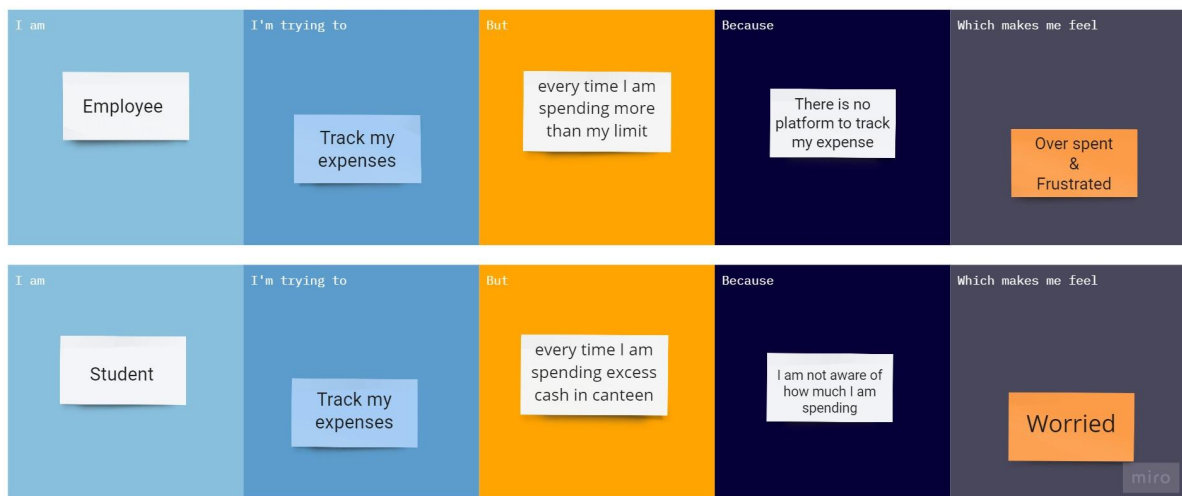 I am
I'm trying to
But
Because
Which makes me feel
Employee
Track my
expenses
every time I am
spending more
than my limit
There is no
platform to track
my expense
Over spent
&
Frustrated
I am
I'm trying to
But
Because
Which makes me feel
Student
Track my
expenses
every time I am
spending excess
cash in canteen
I am not aware of
how much I am
spending
Worried
miro